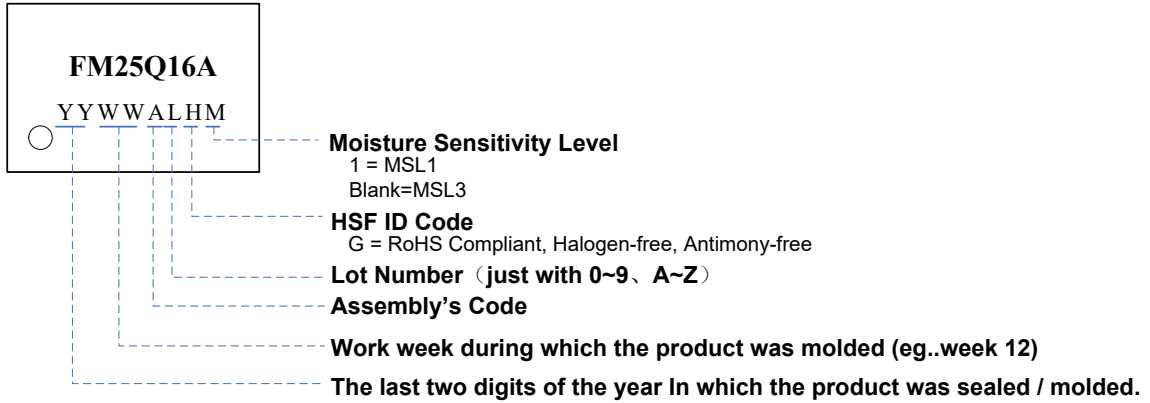 FM25Q16A
YYWWALHM
Moisture Sensitivity Level
1 = MSL1
Blank=MSL3
HSF ID Code
G = RoHS Compliant, Halogen-free, Antimony-free
Lot Number（just with 0~9、A~Z）
Assembly's Code
Work week during which the product was molded (eg..week 12)
The last two digits of the year In which the product was sealed / molded.